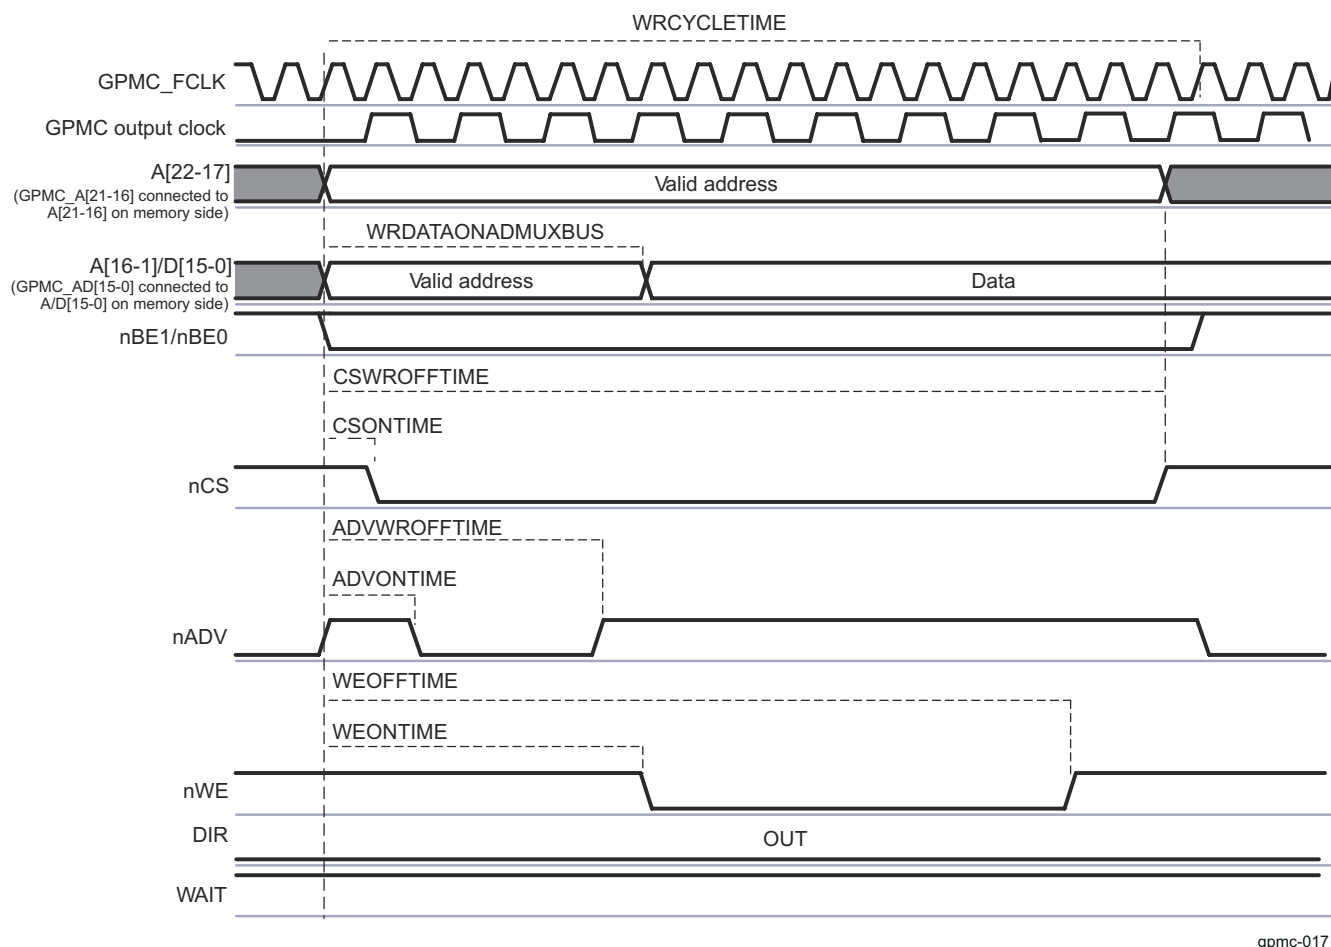 WRCYCLETIME
GPMC_FCLK
GPMC output clock
A[22-17]
(GPMC_A[21-16] connected to
A[21-16] on memory side)
Valid address
WRDATAONADMUXBUS
A[16-1]/D[15-0]
(GPMC_AD[15-0] connected to
A/D[15-0] on memory side)
Valid address
Data
nBE1/nBE0
CSWROFFTIME
CSONTIME
nCS
ADVWROFFTIME
ADVONTIME
nADV
WEOFFTIME
WEONTIME
nWE
DIR
OUT
WAIT
gpmc-017